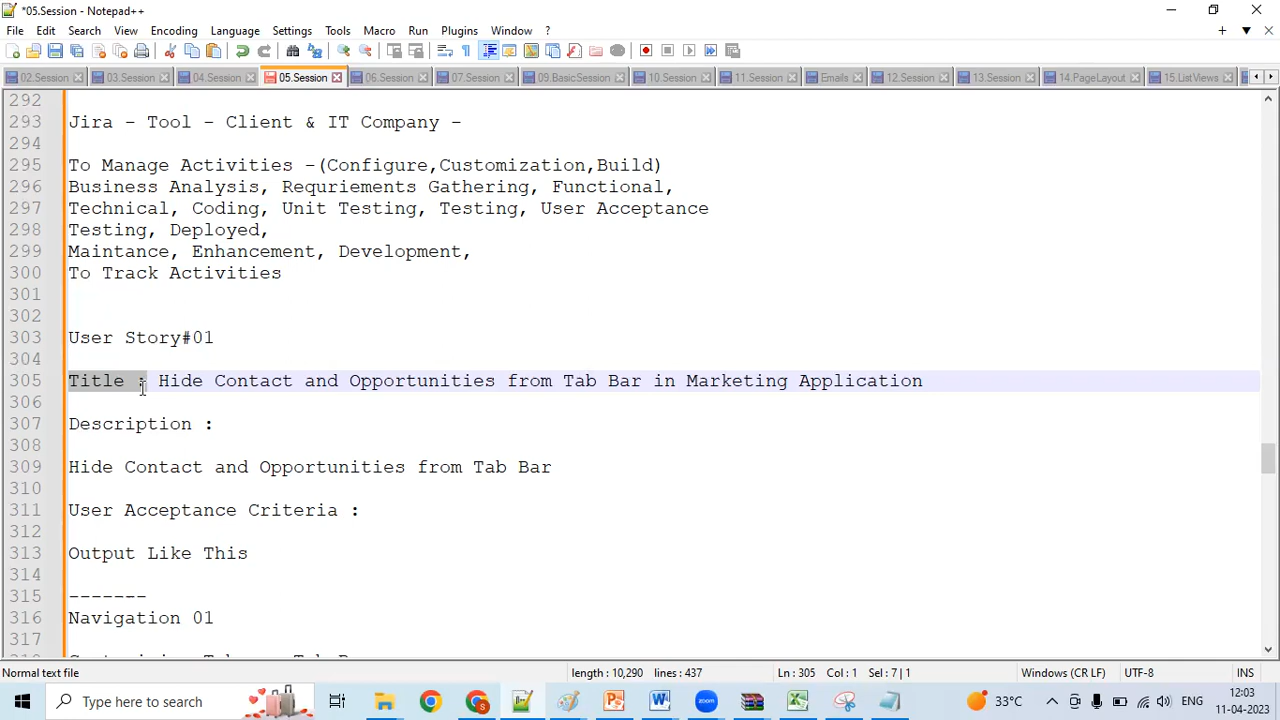 *05.Session - Notepad++
File Edit Search View Encoding Language Settings Tools Macro Run Plugins Window ?
02.Session 03.Session 04.Session 05.Session 06.Session 07.Session 09.BasicSession 10.Session 11.Session Emails 12.Session 13.Session 14.PageLayout 15.ListViews
292
293 Jira - Tool - Client & IT Company -
294
295 To Manage Activities -(Configure,Customization,Build)
296 Business Analysis, Requriements Gathering, Functional,
297 Technical, Coding, Unit Testing, Testing, User Acceptance
298 Testing, Deployed,
299 Maintance, Enhancement, Development,
300 To Track Activities
301
302
303 User Story#01
304
305 Title : Hide Contact and Opportunities from Tab Bar in Marketing Application
306
307 Description :
308
309 Hide Contact and Opportunities from Tab Bar
310
311 User Acceptance Criteria :
312
313 Output Like This
314
315 -------
316 Navigation 01
317
Normal text file length : 10,290 lines : 437 Ln : 305 Col : 1 Sel : 7 | 1 Windows (CR LF) UTF-8 INS
Type here to search 33°C ENG 12:03
11-04-2023